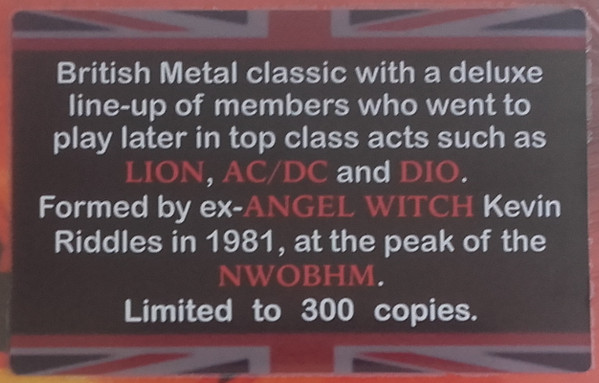 British Metal classic with a deluxe
line-up of members who went to
play later in top class acts such as
LION, AC/DC and DIO.
Formed by ex-ANGEL WITCH Kevin
Riddles in 1981, at the peak of the
NWOBHM.
Limited to 300 copies.